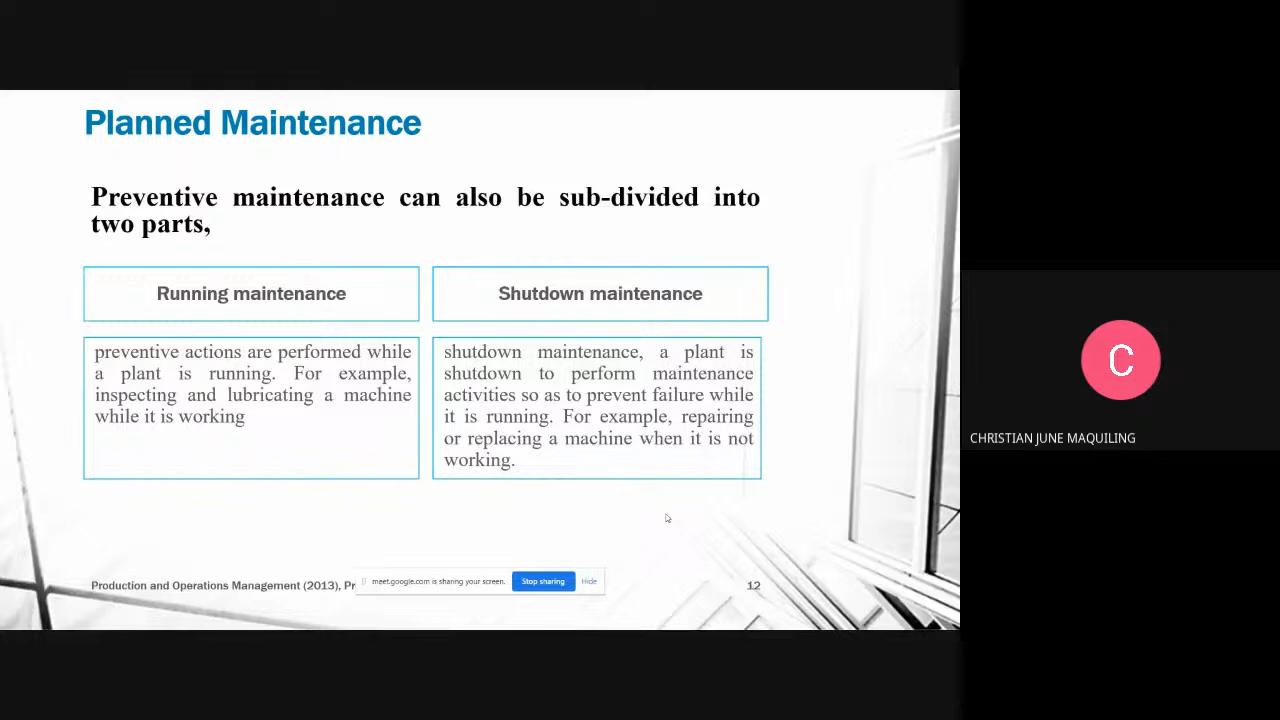 Planned Maintenance
Preventive maintenance can also be sub-divided into
two parts,
Running maintenance
Shutdown maintenance
preventive actions are performed while
a plant is running. For example,
inspecting and lubricating a machine
while it is working
shutdown maintenance, a plant is
shutdown to perform maintenance
activities so as to prevent failure while
it is running. For example, repairing
or replacing a machine when it is not
working.
Production and Operations Management (2013), Pr
meet.google.com is sharing your screen.
Stop sharing
Hide
12
C
CHRISTIAN JUNE MAQUILING